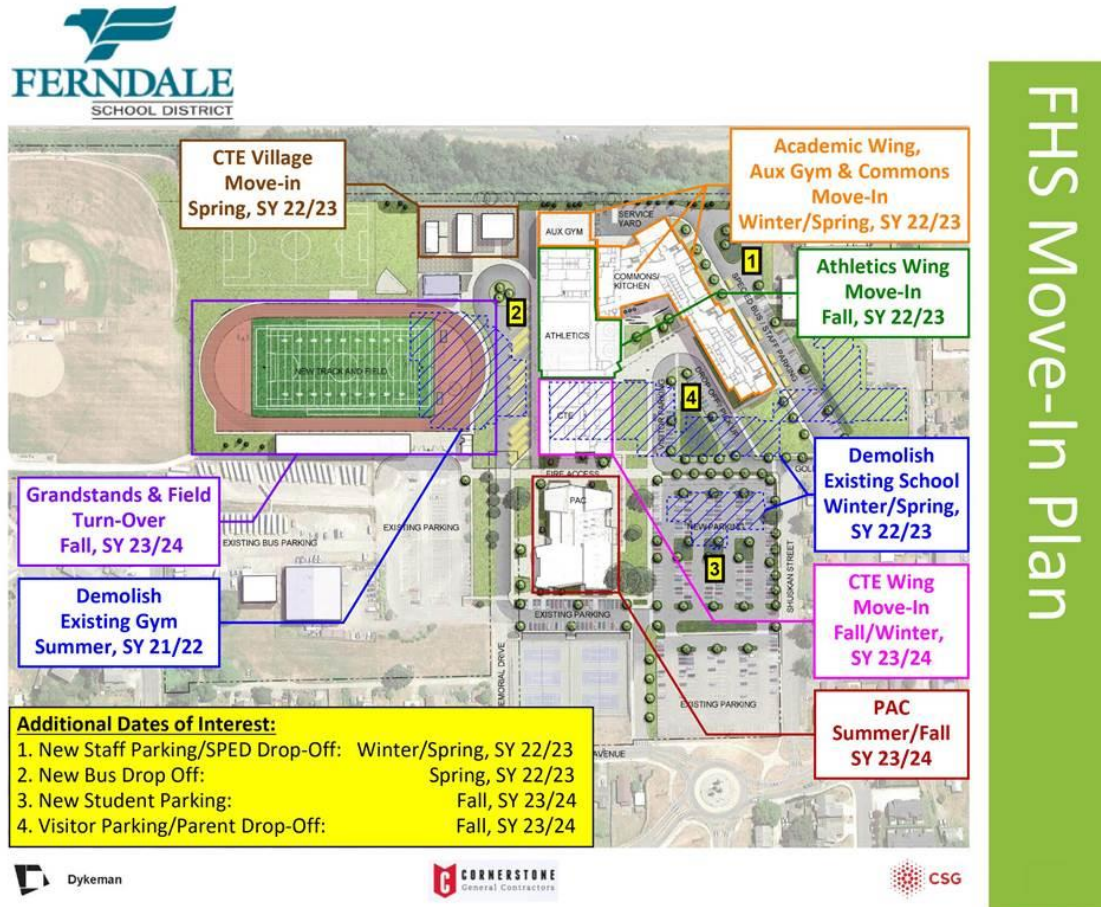 FERNDALE
SCHOOL DISTRICT
FHS Move-In Plan
CTE Village
Move-in
Spring, SY 22/23
Academic Wing,
Aux Gym & Commons
Move-In
Winter/Spring, SY 22/23
Athletics Wing
Move-In
Fall, SY 22/23
AUX GYM
SERVICE
YARD
COMMONS/
KITCHEN
ATHLETICS
1
2
4
3
NEW TRACK AND FIELD
CTE
VISITOR PARKING
STAFF PARKING
FIRE ACCESS
PAC
NEW PARKING
EXISTING PARKING
EXISTING BUS PARKING
EXISTING PARKING
EXISTING PARKING
SHUSKAN STREET
AVENUE
Grandstands & Field
Turn-Over
Fall, SY 23/24
Demolish
Existing Gym
Summer, SY 21/22
Demolish
Existing School
Winter/Spring,
SY 22/23
CTE Wing
Move-In
Fall/Winter,
SY 23/24
PAC
Summer/Fall
SY 23/24
Additional Dates of Interest:
1. New Staff Parking/SPED Drop-Off: Winter/Spring, SY 22/23
2. New Bus Drop Off: Spring, SY 22/23
3. New Student Parking: Fall, SY 23/24
4. Visitor Parking/Parent Drop-Off: Fall, SY 23/24
Dykeman
CORNERSTONE
General Contractors
CSG